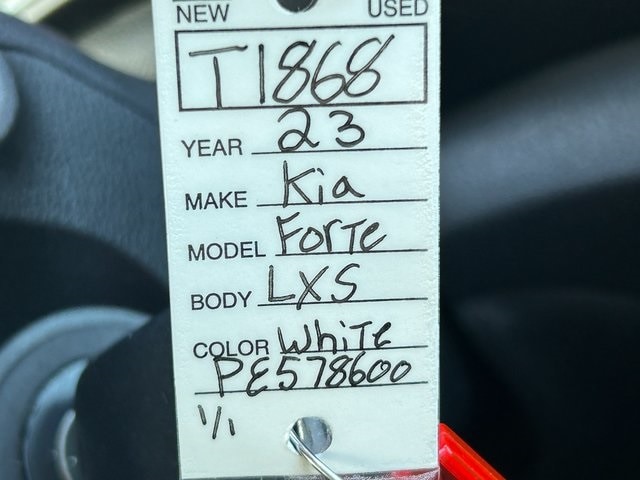 NEW USED
T1868
YEAR 23
MAKE Kia
MODEL Forte
BODY LXS
COLOR White
PE578600
1/1